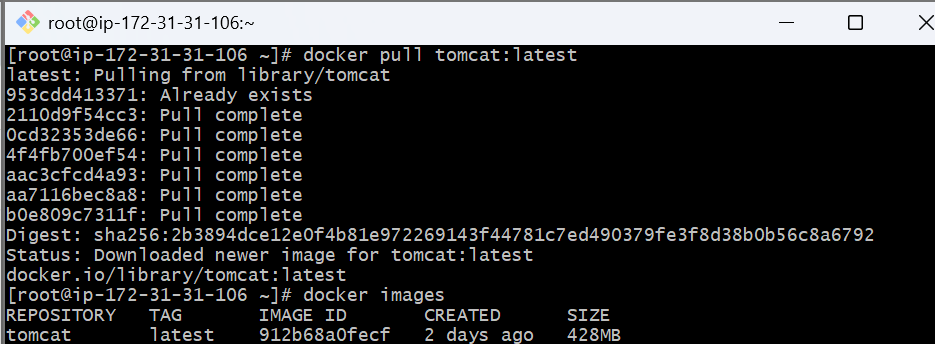 root@ip-172-31-31-106:~
[root@ip-172-31-31-106 ~]# docker pull tomcat:latest
latest: Pulling from library/tomcat
953cdd413371: Already exists
2110d9f54cc3: Pull complete
0cd32353de66: Pull complete
4f4fb700ef54: Pull complete
aac3cfcd4a93: Pull complete
aa7116bec8a8: Pull complete
b0e809c7311f: Pull complete
Digest: sha256:2b3894dce12e0f4b81e972269143f44781c7ed490379fe3f8d38b0b56c8a6792
Status: Downloaded newer image for tomcat:latest
docker.io/library/tomcat:latest
[root@ip-172-31-31-106 ~]# docker images
REPOSITORY   TAG       IMAGE ID       CREATED      SIZE
tomcat       latest    912b68a0fecf   2 days ago   428MB